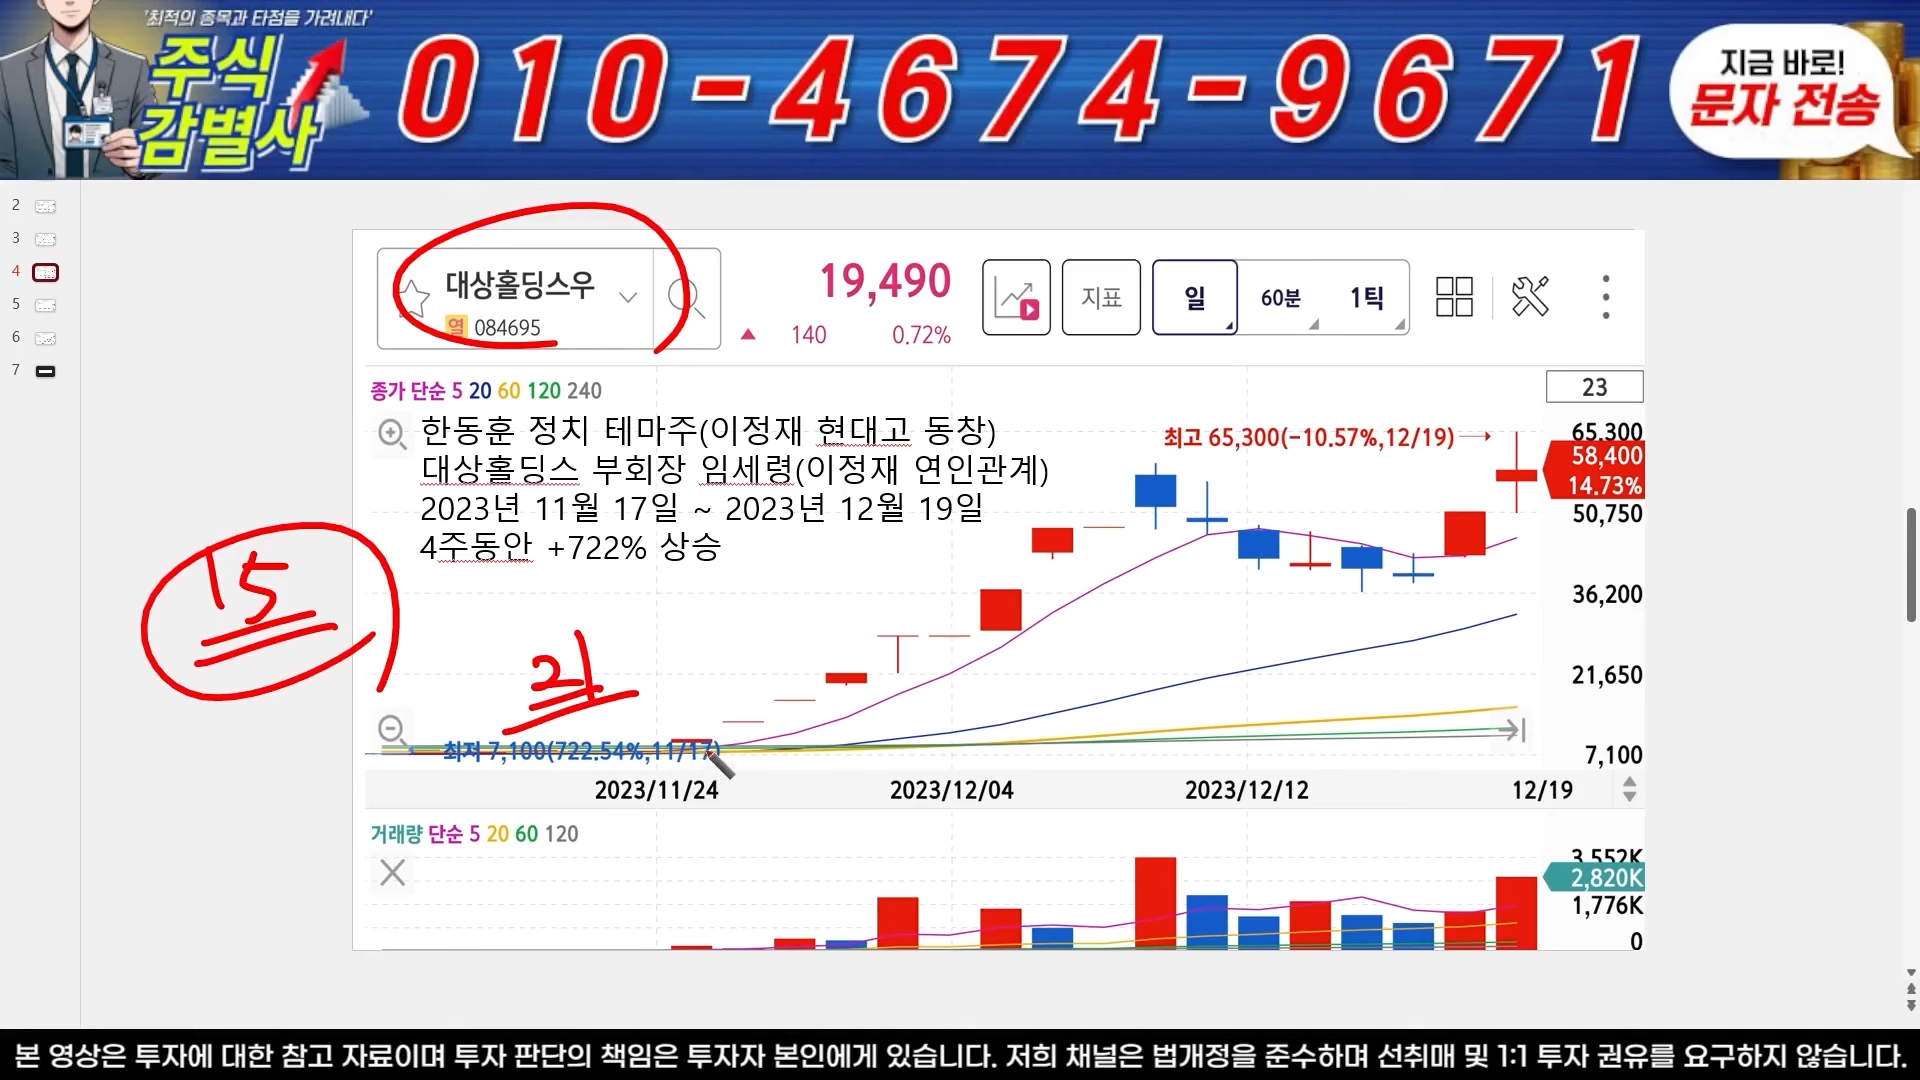 '최적의 종목과 타점을 가려내다'
주식
감별사
010-4674-9671
지금 바로!
문자 전송
2
3
4
5
6
7
대상홀딩스우
열 084695
19,490
▲ 140 0.72%
지표
일
60분
1틱
종가 단순 5 20 60 120 240
23
한동훈 정치 테마주(이정재 현대고 동창)
대상홀딩스 부회장 임세령(이정재 연인관계)
2023년 11월 17일 ~ 2023년 12월 19일
4주동안 +722% 상승
최고 65,300(-10.57%,12/19)
65,300
58,400
14.73%
50,750
36,200
21,650
7,100
15
21
최저 7,100(722.54%,11/17)
2023/11/24
2023/12/04
2023/12/12
12/19
거래량 단순 5 20 60 120
3,552K
2,820K
1,776K
0
본 영상은 투자에 대한 참고 자료이며 투자 판단의 책임은 투자자 본인에게 있습니다. 저희 채널은 법개정을 준수하며 선취매 및 1:1 투자 권유를 요구하지 않습니다.